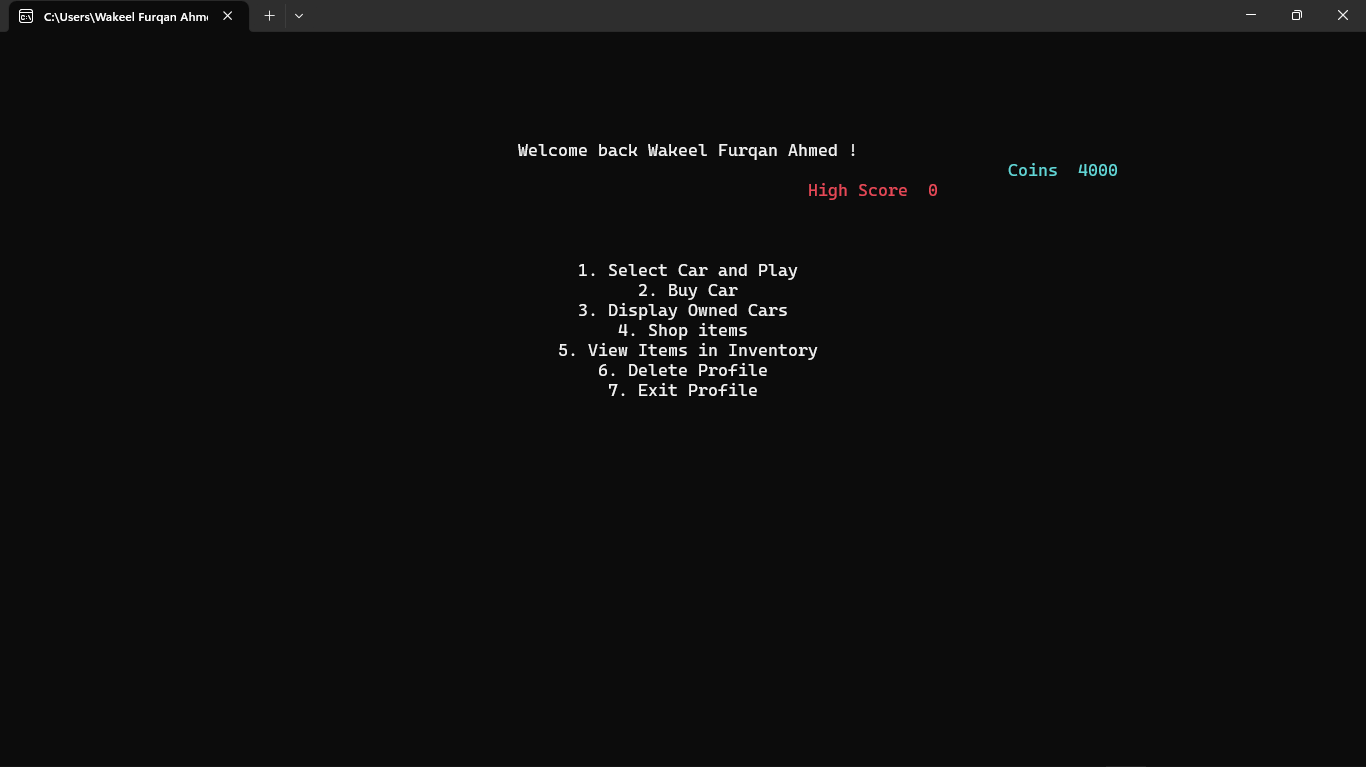 C:\Users\Wakeel Furqan Ahm
Welcome back Wakeel Furqan Ahmed !
Coins  4000
High Score  0
1. Select Car and Play
2. Buy Car
3. Display Owned Cars
4. Shop items
5. View Items in Inventory
6. Delete Profile
7. Exit Profile